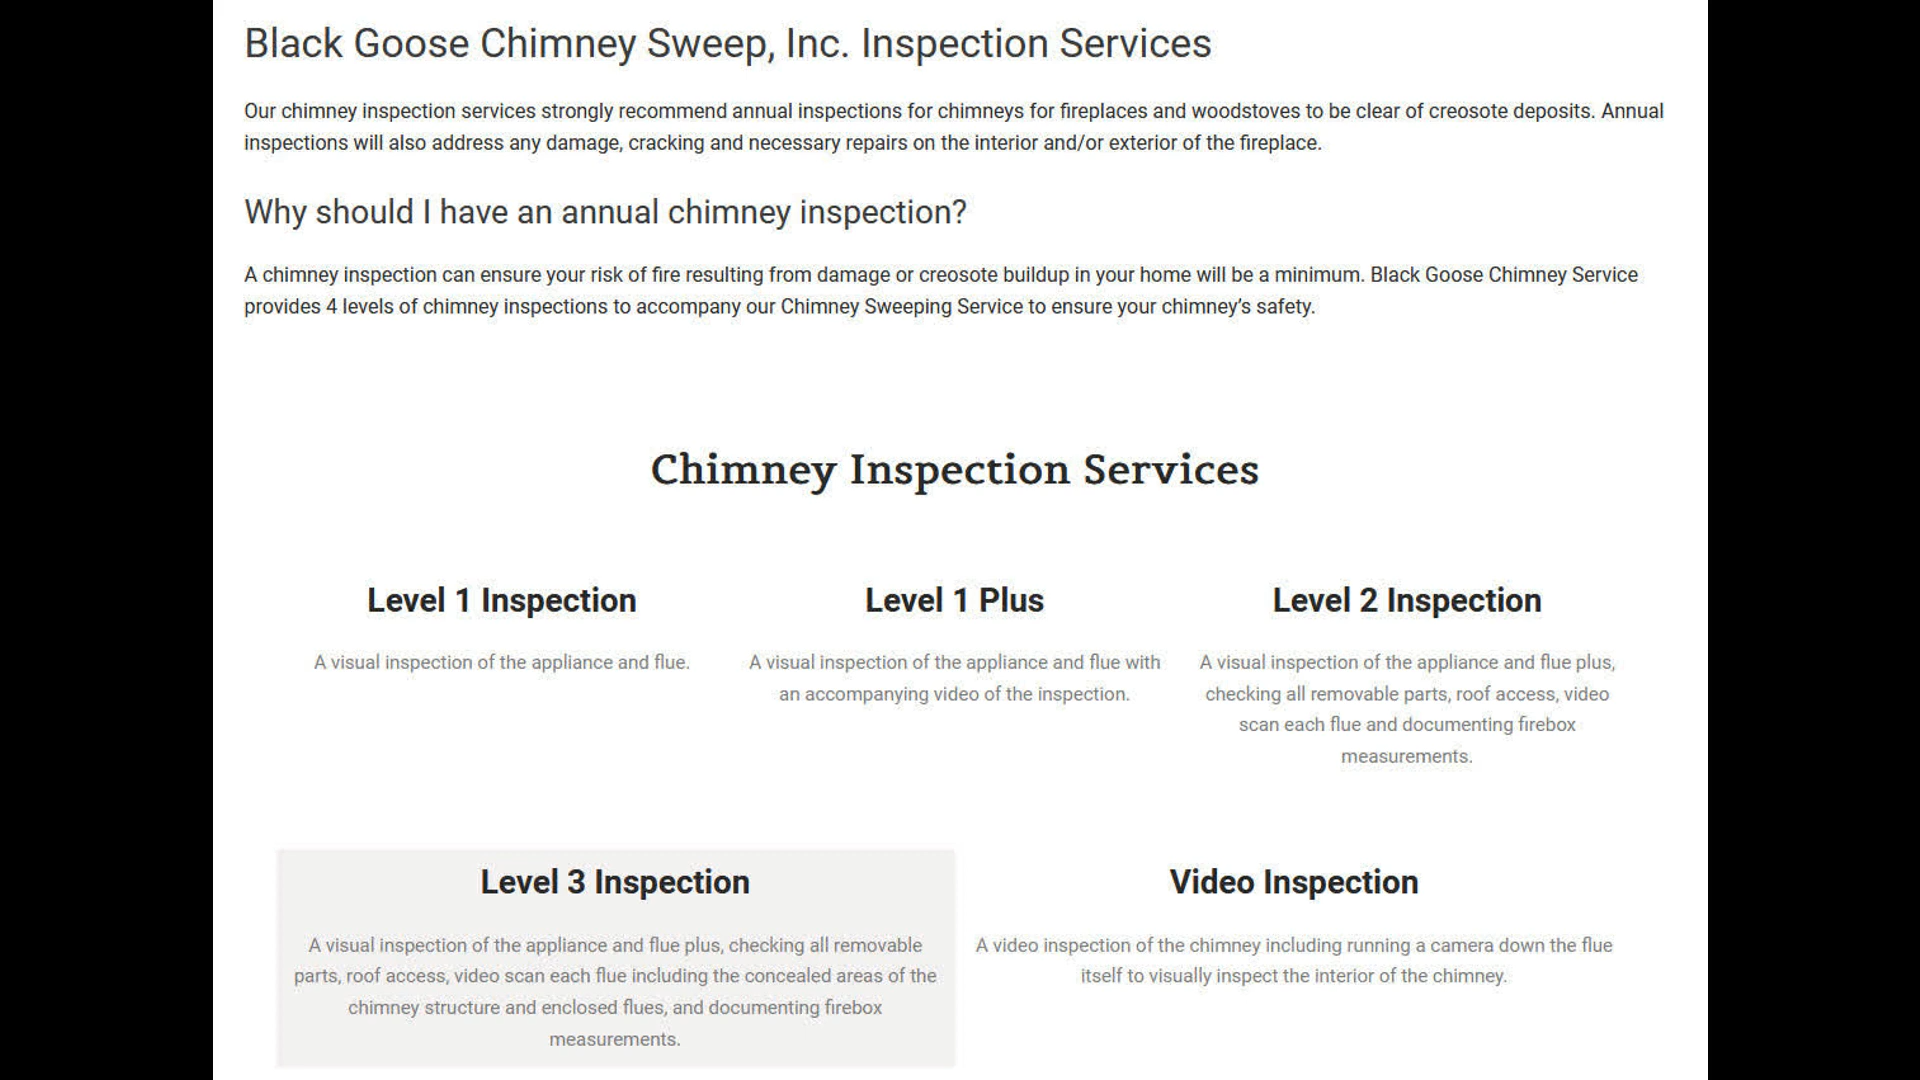 Black Goose Chimney Sweep, Inc. Inspection Services
Our chimney inspection services strongly recommend annual inspections for chimneys for fireplaces and woodstoves to be clear of creosote deposits. Annual
inspections will also address any damage, cracking and necessary repairs on the interior and/or exterior of the fireplace.
Why should I have an annual chimney inspection?
A chimney inspection can ensure your risk of fire resulting from damage or creosote buildup in your home will be a minimum. Black Goose Chimney Service
provides 4 levels of chimney inspections to accompany our Chimney Sweeping Service to ensure your chimney’s safety.
Chimney Inspection Services
Level 1 Inspection
A visual inspection of the appliance and flue.
Level 1 Plus
A visual inspection of the appliance and flue with
an accompanying video of the inspection.
Level 2 Inspection
A visual inspection of the appliance and flue plus,
checking all removable parts, roof access, video
scan each flue and documenting firebox
measurements.
Level 3 Inspection
A visual inspection of the appliance and flue plus, checking all removable
parts, roof access, video scan each flue including the concealed areas of the
chimney structure and enclosed flues, and documenting firebox
measurements.
Video Inspection
A video inspection of the chimney including running a camera down the flue
itself to visually inspect the interior of the chimney.